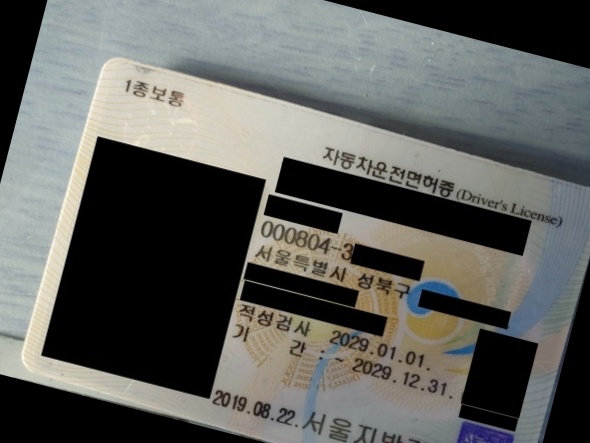 1종보통
자동차운전면허증 (Driver's License)
000804-3
서울특별시 성북구
적성검사 2029.01.01.
기 간 : ~ 2029.12.31.
2019.08.22. 서울지방